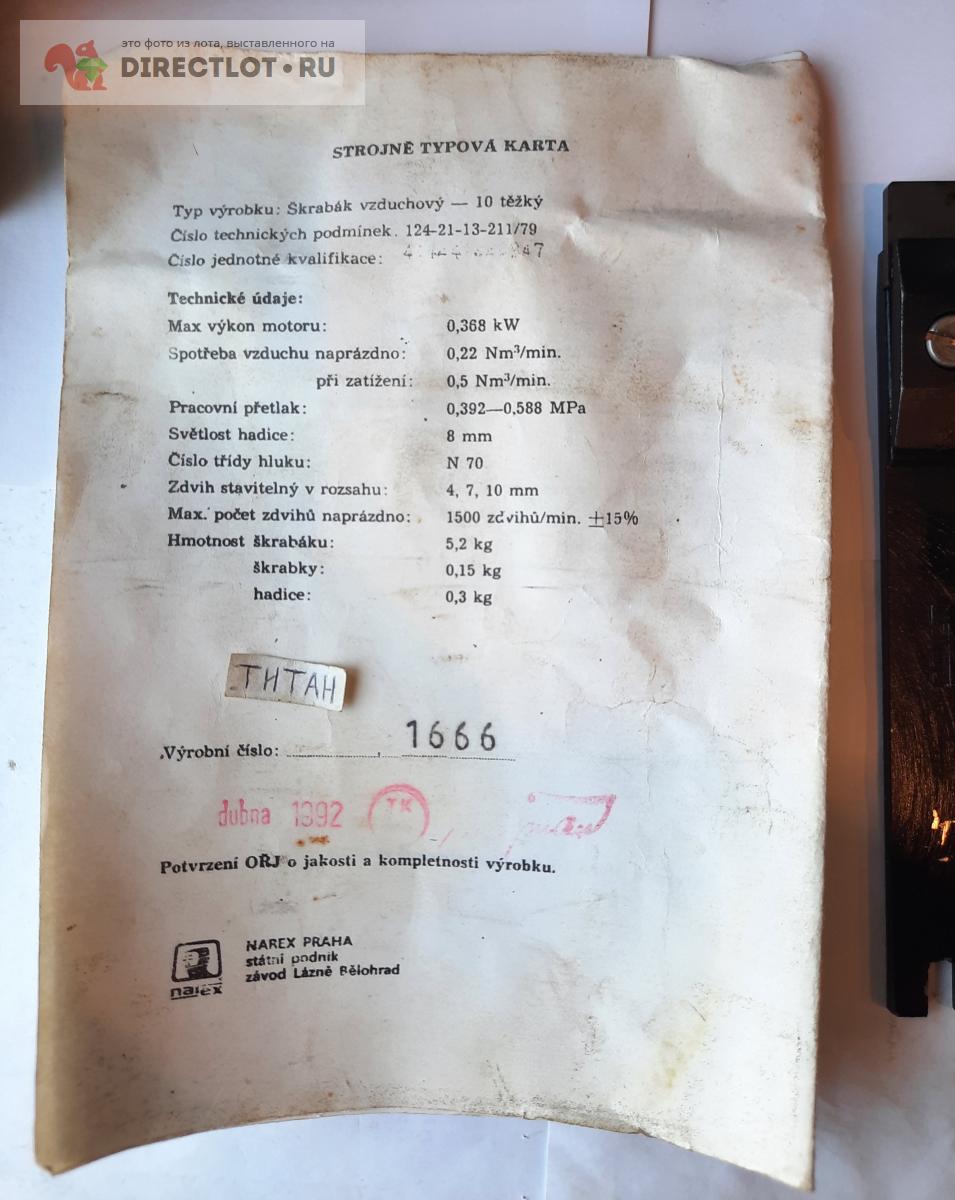 это фото из лота, выставленного на
DIRECTLOT•RU
STROJNĚ TYPOVÁ KARTA
Typ výrobku: Škrabák vzduchový — 10 těžký
Číslo technických podmínek. 124-21-13-211/79
Číslo jednotné kvalifikace:
Technické údaje:
Max výkon motoru: 0,368 kW
Spotřeba vzduchu naprázdno: 0,22 Nm³/min.
při zatížení: 0,5 Nm³/min.
Pracovní přetlak: 0,392—0,588 MPa
Světlost hadice: 8 mm
Číslo třídy hluku: N 70
Zdvih stavitelný v rozsahu: 4, 7, 10 mm
Max. počet zdvihů naprázdno: 1500 zdvihů/min. ±15%
Hmotnost škrabáku: 5,2 kg
škrabky: 0,15 kg
hadice: 0,3 kg
ТИТАН
Výrobní číslo: 1666
dubna 1992 TK
Potvrzení OŘJ o jakosti a kompletnosti výrobku.
NAREX PRAHA
státní podnik
závod Lázně Bělohrad
narex